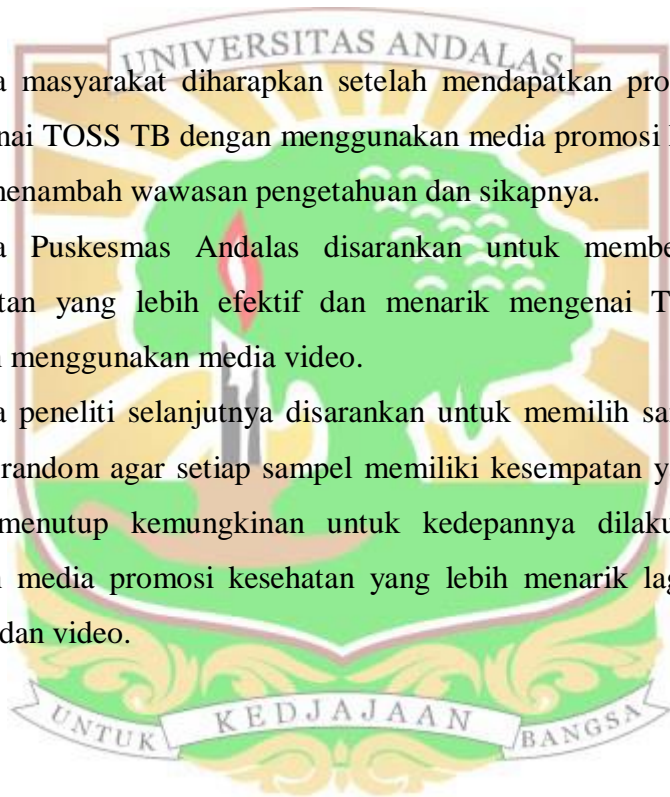 UNIVERSITAS ANDALAS
a masyarakat diharapkan setelah mendapatkan pro
nai TOSS TB dengan menggunakan media promosi
menambah wawasan pengetahuan dan sikapnya.
a Puskesmas Andalas disarankan untuk membe
tan yang lebih efektif dan menarik mengenai T
menggunakan media video.
a peneliti selanjutnya disarankan untuk memilih sa
random agar setiap sampel memiliki kesempatan y
menutup kemungkinan untuk kedepannya dilaku
media promosi kesehatan yang lebih menarik la
dan video.
UNTUK KEDJAJAAN BANGSA